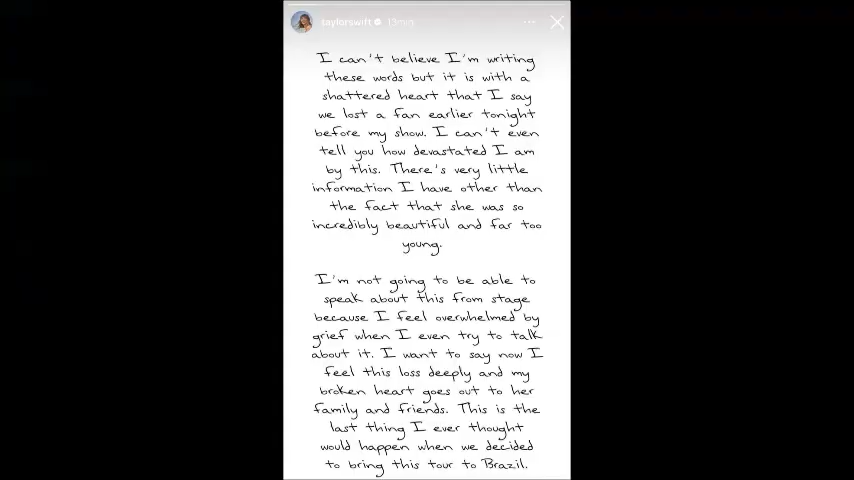 taylorswift 13min
I can't believe I'm writing
these words but it is with a
shattered heart that I say
we lost a fan earlier tonight
before my show. I can't even
tell you how devastated I am
by this. There's very little
information I have other than
the fact that she was so
incredibly beautiful and far too
young.
I'm not going to be able to
speak about this from stage
because I feel overwhelmed by
grief when I even try to talk
about it. I want to say now I
feel this loss deeply and my
broken heart goes out to her
family and friends. This is the
last thing I ever thought
would happen when we decided
to bring this tour to Brazil.